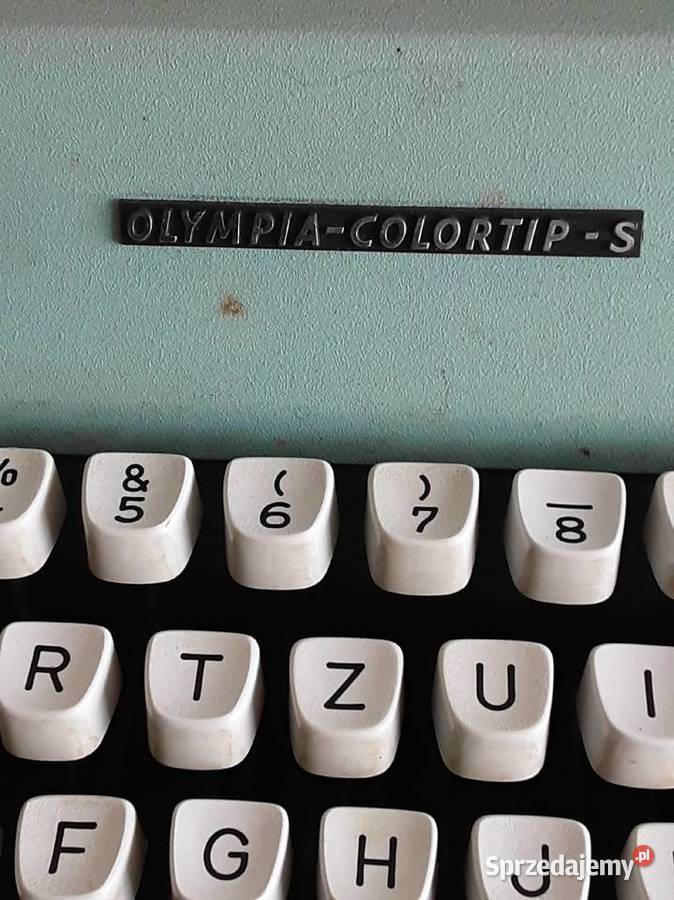 OLYMPIA-COLORTIP-S
% & ( ) _
5 6 7 8
R T Z U I
F G H J
Sprzedajemy.pl